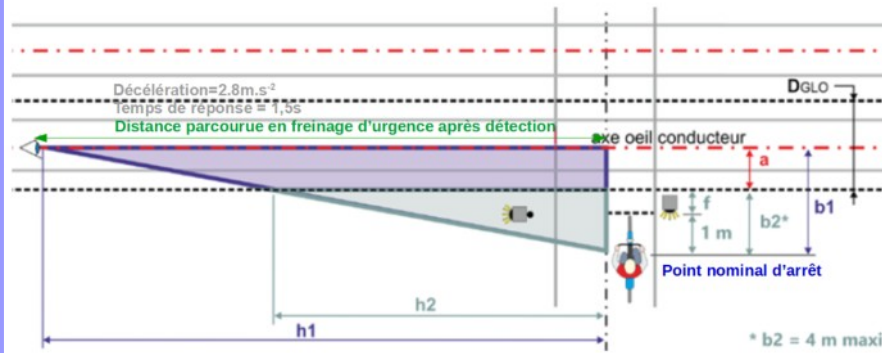 Décélération=2.8m.s-2
DGLO
Temps de réponse = 1,5s
Distance parcourue en freinage d'urgence après détection
axe oeil conducteur
a
f
b2*
b1
1 m
Point nominal d'arrêt
h2
h1
* b2 = 4 m maxi